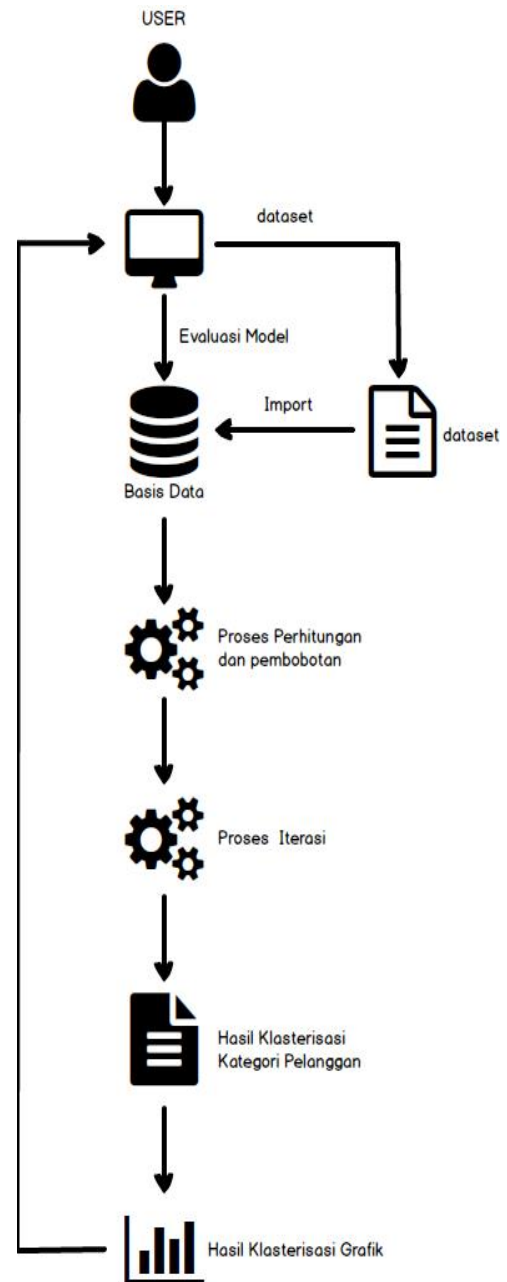 USER
dataset
Evaluasi Model
Import
dataset
Basis Data
Proses Perhitungan
dan pembobotan
Proses Iterasi
Hasil Klasterisasi
Kategori Pelanggan
Hasil Klasterisasi Grafik